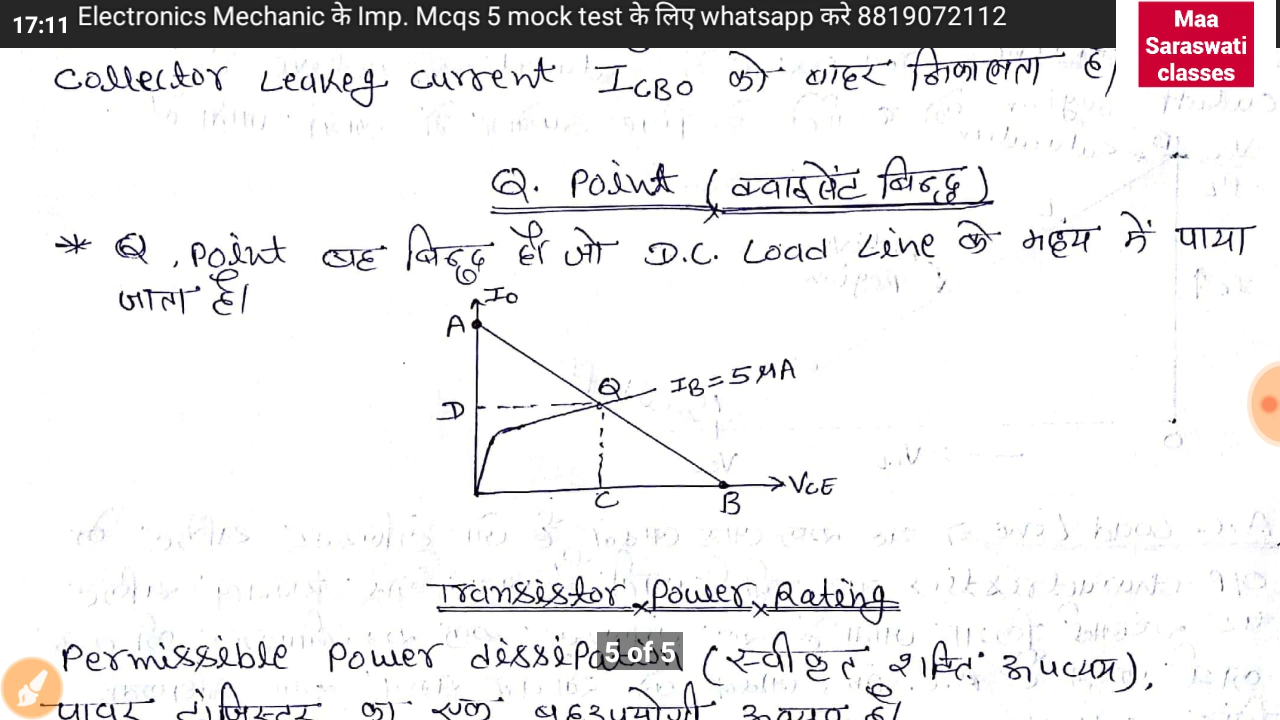 17:11 Electronics Mechanic के Imp. Mcqs 5 mock test के लिए whatsapp करे 8819072112
Maa
Saraswati
classes
Collector Leakeg current ICBO को बाहर निकालता है।
Q. Point (क्वाइसेंट बिन्दु)
* Q. Point वह बिन्दु है जो D.C. Load Line के मध्य में पाया
जाता है।
A
Q
IB = 5 μA
D
C
B
VCE
Transistor Power Rating
Permissible Power dissipation (स्वीकृत शक्ति अपव्यय),
5 of 5